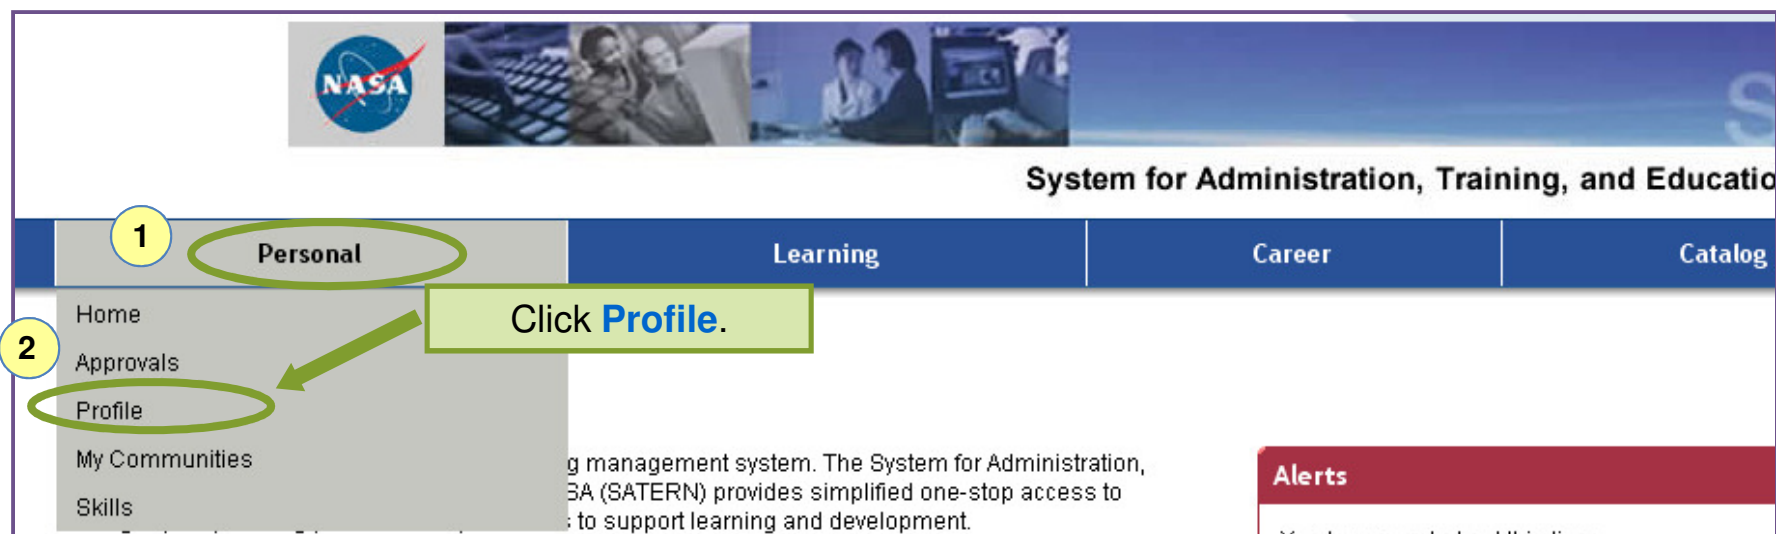 NASA
S
System for Administration, Training, and Educatio
1
Personal
Learning
Career
Catalog
Home
Click Profile.
2
Approvals
Profile
My Communities
g management system. The System for Administration,
Alerts
SA (SATERN) provides simplified one-stop access to
Skills
s to support learning and development.